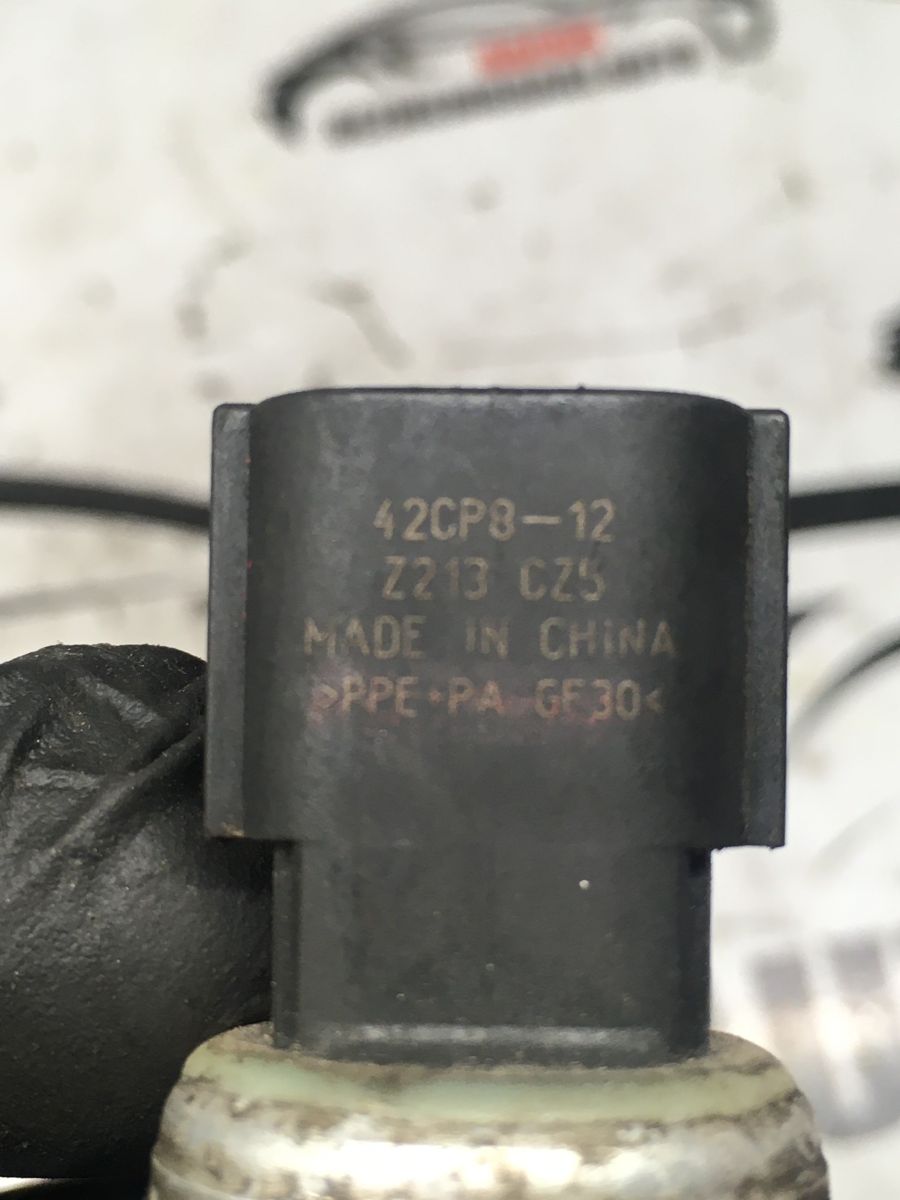 42CP8-12
Z213 CZ5
MADE IN CHINA
>PPE+PA GF30<